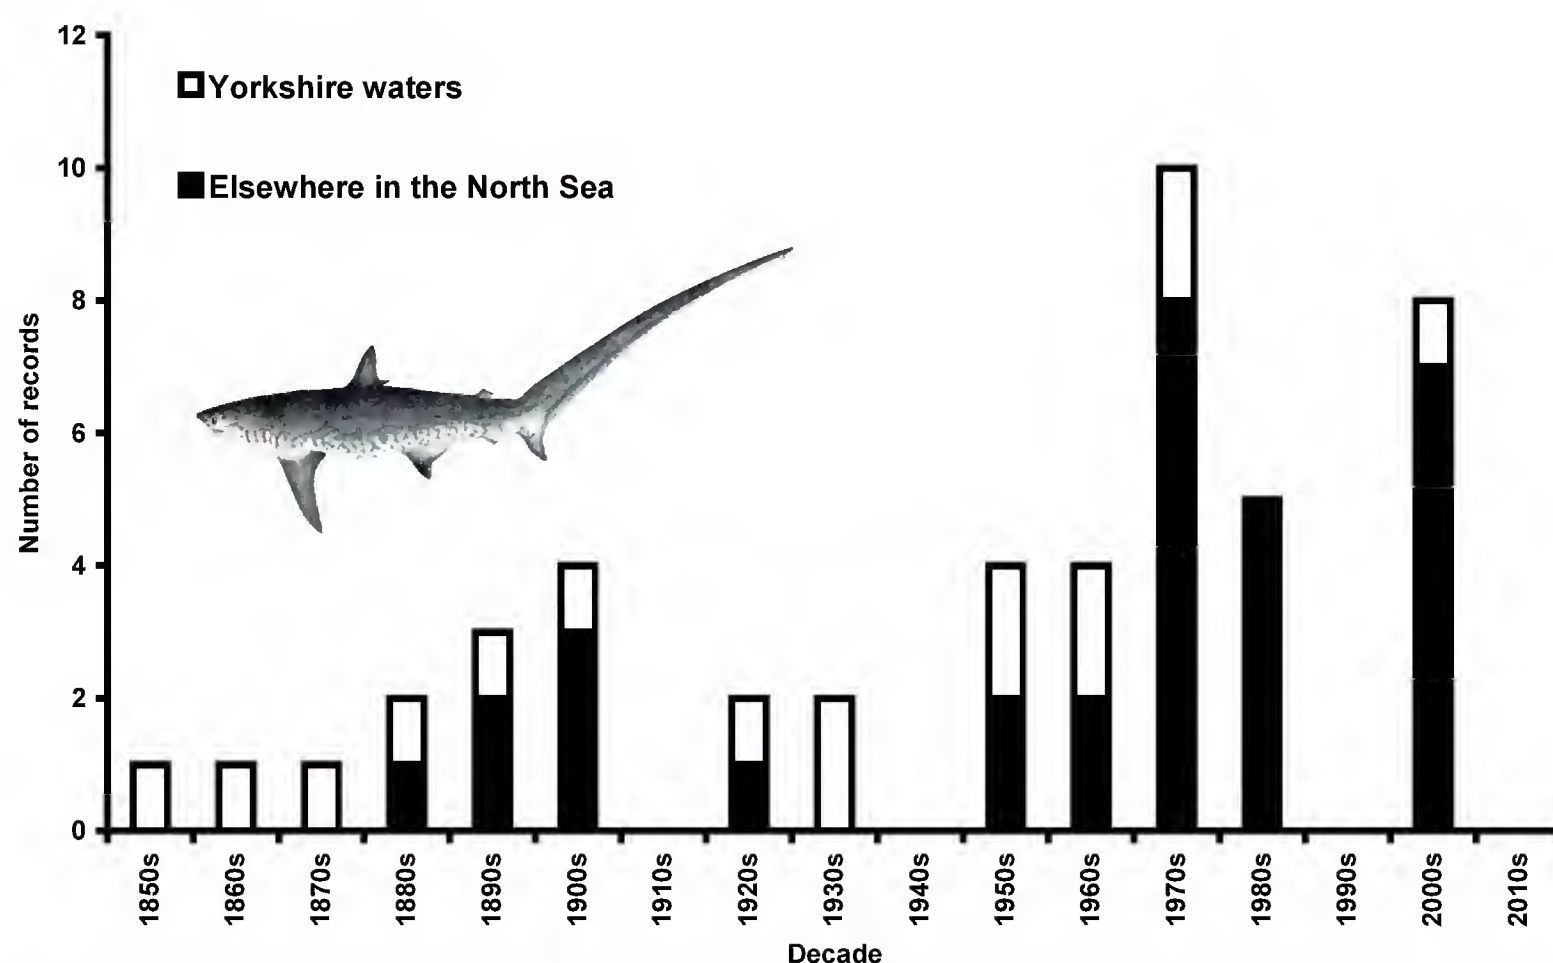 12
10
8
6
4
2
0
Number of records
Yorkshire waters
Elsewhere in the North Sea
1850s
1860s
1870s
1880s
1890s
1900s
1910s
1920s
1930s
1940s
1950s
1960s
1970s
1980s
1990s
2000s
2010s
Decade